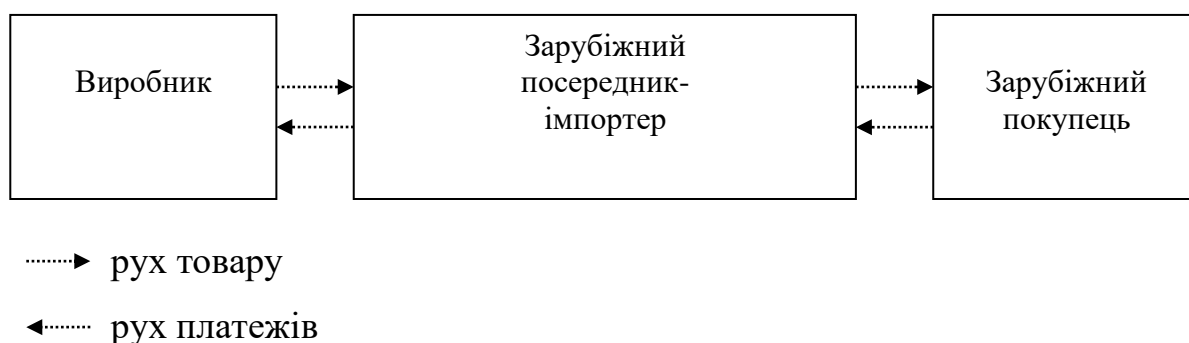 Виробник
Зарубіжний
посередник-
імпортер
Зарубіжний
покупець
рух товару
рух платежів